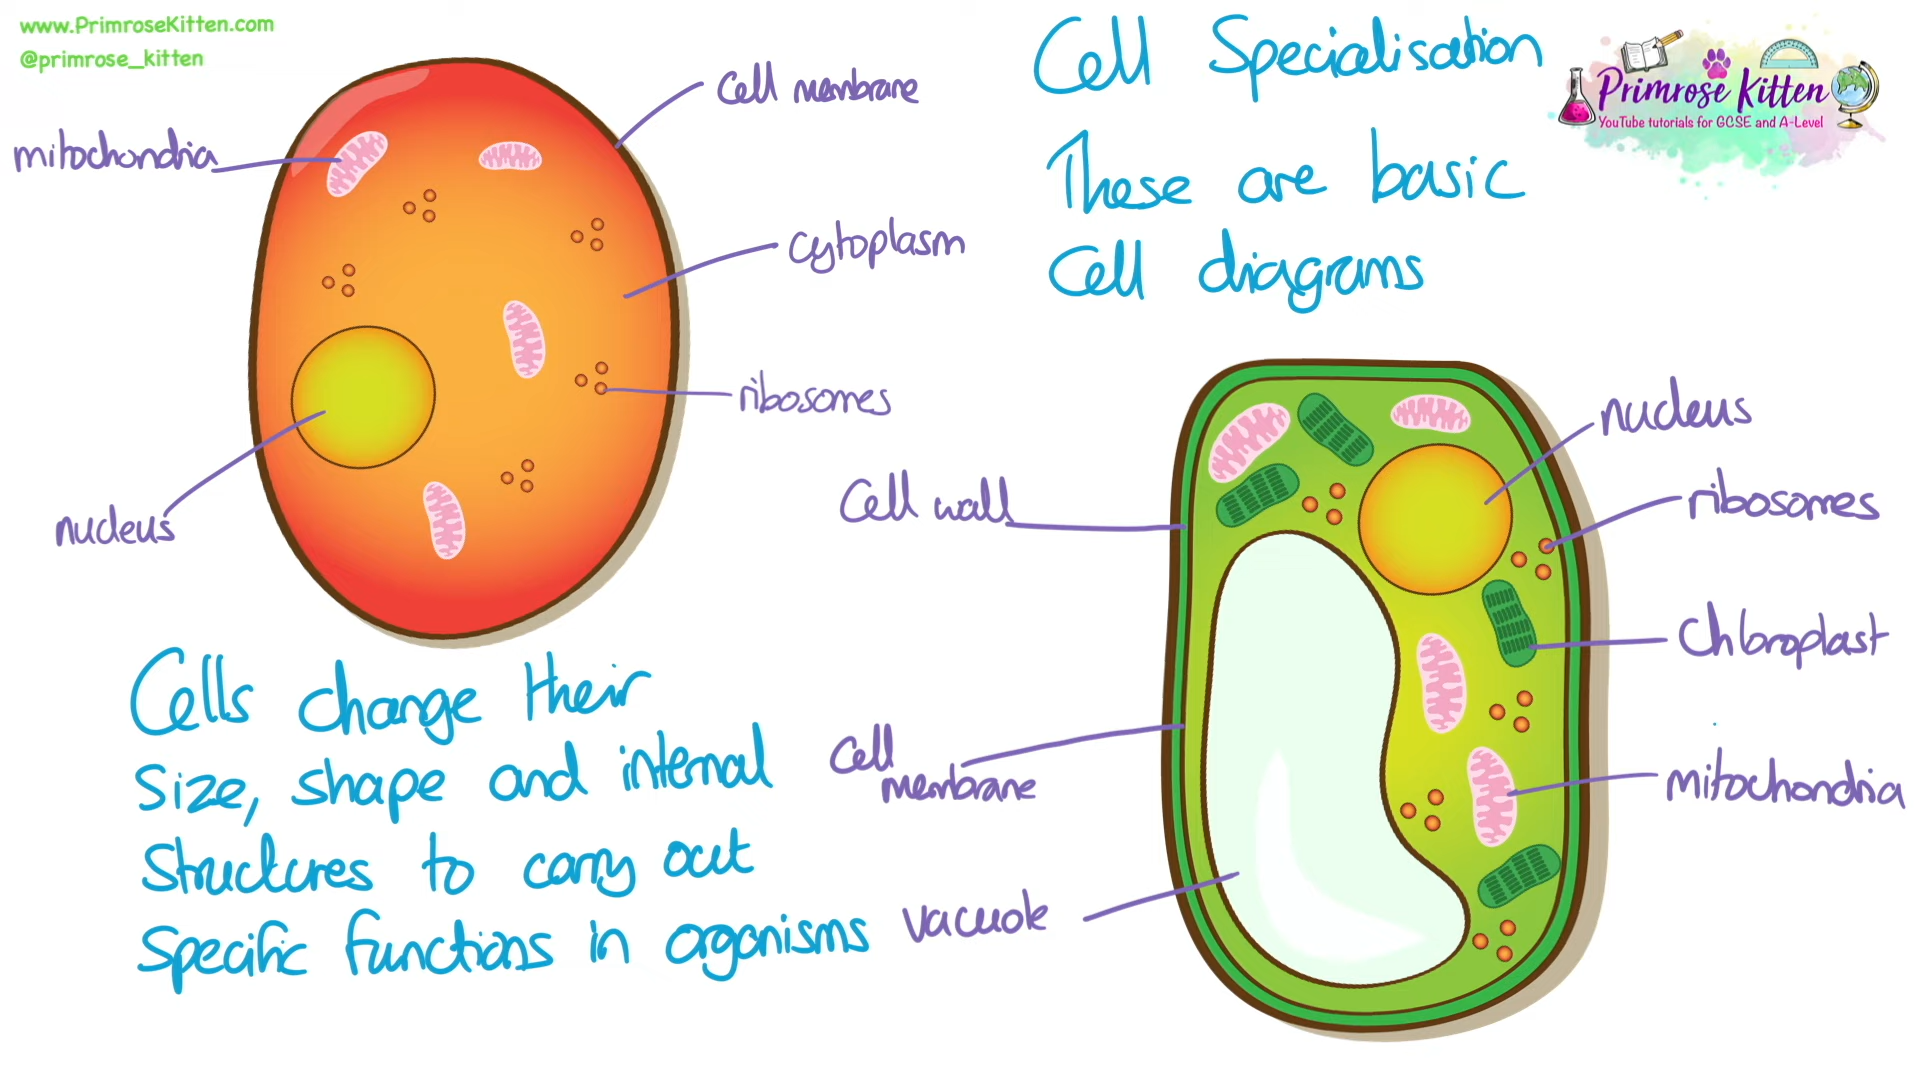 www.PrimroseKitten.com
@primrose_kitten
Cell Specialisation
These are basic
Cell diagrams
Primrose Kitten
YouTube tutorials for GCSE and A-Level
mitochondria
Cell membrane
cytoplasm
ribosomes
nucleus
Cells change their
size, shape and internal
structures to carry out
specific functions in organisms
Cell wall
Cell
membrane
vacuole
nucleus
ribosomes
Chloroplast
mitochondria